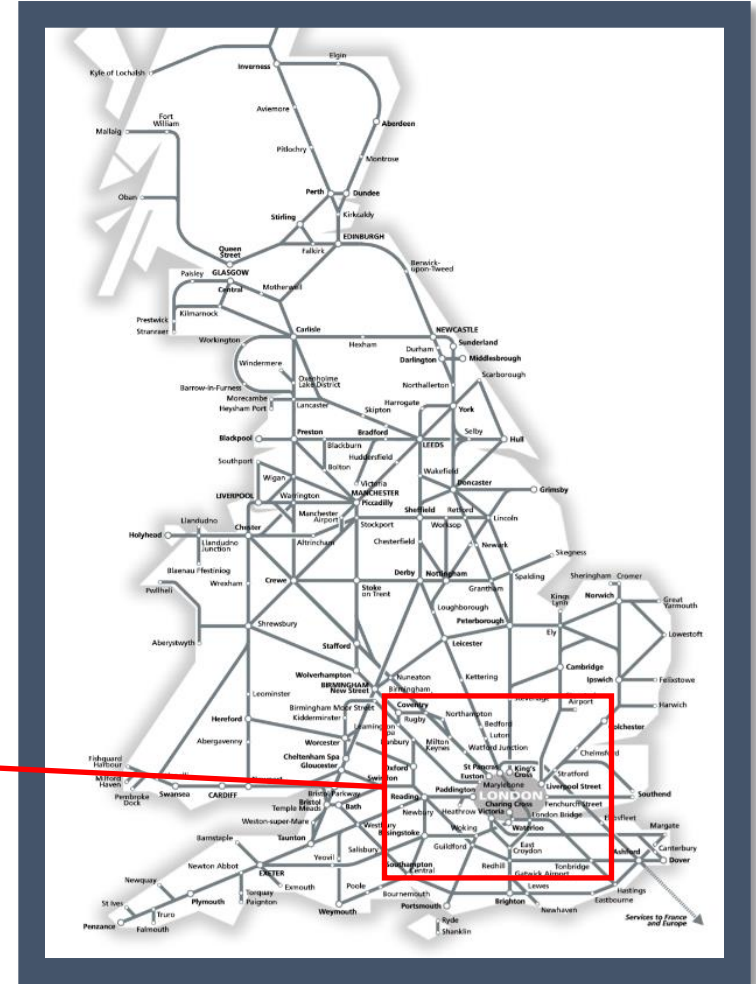 Elgin
Inverness
Kyle of Lochalsh
Aviemore
Fort
William
Mallaig
Aberdeen
Pitlochry
Montrose
Perth
Dundee
Oban
Stirling
Kirkcaldy
EDINBURGH
Queen
Street
Falkirk
Berwick-
upon-Tweed
Paisley
GLASGOW
Central
Motherwell
Prestwick
Kilmarnock
Stranraer
Carlisle
NEWCASTLE
Workington
Hexham
Sunderland
Durham
Darlington
Middlesbrough
Windermere
Scarborough
Oxenholme
Lake District
Barrow-in-Furness
Northallerton
Morecambe
Heysham Port
Lancaster
Harrogate
York
Skipton
Blackpool
Preston
Bradford
LEEDS
Selby
Hull
Blackburn
Huddersfield
Southport
Bolton
Wakefield
Wigan
Victoria
MANCHESTER
Piccadilly
Doncaster
Grimsby
LIVERPOOL
Warrington
Manchester
Airport
Sheffield
Retford
Llandudno
Chester
Stockport
Worksop
Lincoln
Holyhead
Llandudno
Junction
Altrincham
Chesterfield
Newark
Skegness
Blaenau Ffestiniog
Derby
Nottingham
Spalding
Sheringham
Cromer
Pwllheli
Wrexham
Crewe
Stoke
on Trent
Grantham
Kings
Lynn
Norwich
Great
Yarmouth
Loughborough
Shrewsbury
Peterborough
Ely
Aberystwyth
Stafford
Leicester
Lowestoft
Cambridge
Wolverhampton
BIRMINGHAM
New Street
Nuneaton
Birmingham
Kettering
Ipswich
Felixstowe
Leominster
Birmingham Moor Street
Coventry
Airport
Harwich
Hereford
Kidderminster
Rugby
Northampton
Bedford
Colchester
Abergavenny
Worcester
Milton
Keynes
Luton
Watford Junction
Chelmsford
Cheltenham Spa
Gloucester
St Pancras
Euston
King's
Cross
Stratford
Fishguard
Harbour
Milford
Haven
Marylebone
Liverpool Street
Pembroke
Dock
Swansea
CARDIFF
Bristol Parkway
Reading
Paddington
LONDON
Southend
Bristol
Temple Meads
Bath
Newbury
Heathrow
Charing Cross
Victoria
Fenchurch Street
London Bridge
Weston-super-Mare
Westbury
Woking
Waterloo
Margate
Barnstaple
Taunton
Salisbury
Guildford
East
Croydon
Ashford
Canterbury
Dover
Newton Abbot
Yeovil
Southampton
Central
Redhill
Gatwick Airport
Tonbridge
Newquay
EXETER
Exmouth
Poole
Bournemouth
Lewes
Hastings
St Ives
Plymouth
Torquay
Paignton
Weymouth
Portsmouth
Brighton
Newhaven
Eastbourne
Truro
Penzance
Falmouth
Ryde
Shanklin
Services to France
and Europe